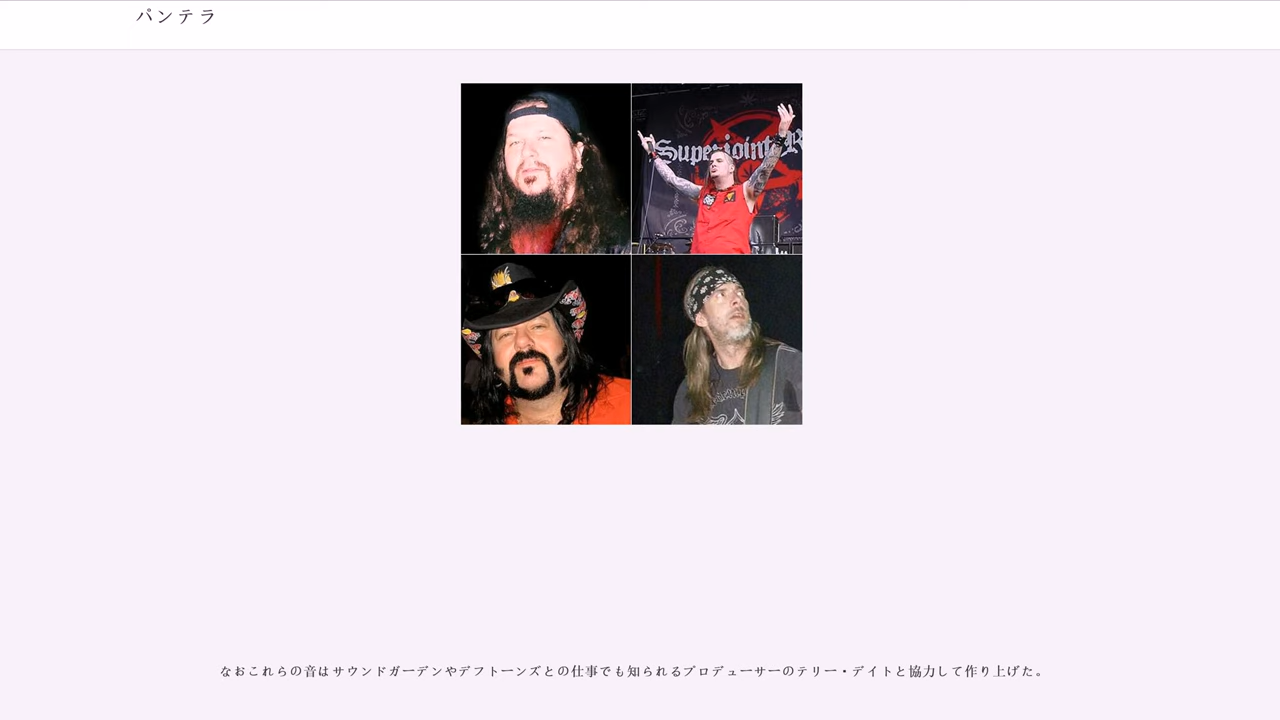 パンテラ
Superjoint R
なおこれらの音はサウンドガーデンやデフトーンズとの仕事でも知られるプロデューサーのテリー・デイトと協力して作り上げた。